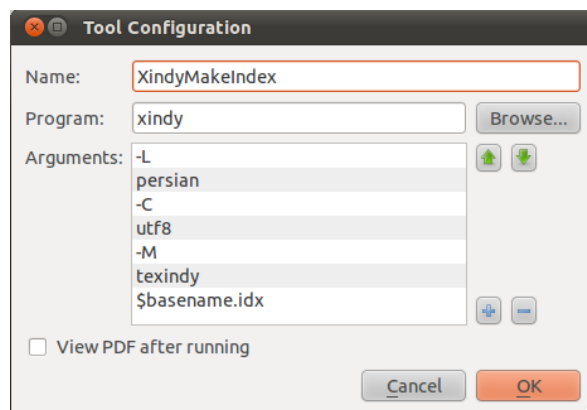 Tool Configuration
Name: XindyMakeIndex
Program: xindy Browse...
Arguments: -L
persian
-C
utf8
-M
texindy
$basename.idx
View PDF after running
Cancel OK